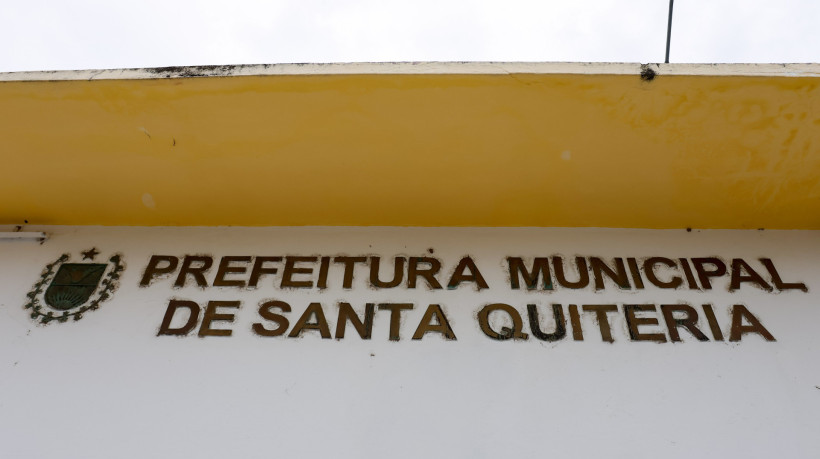 PREFEITURA MUNICIPAL
DE SANTA QUITERIA